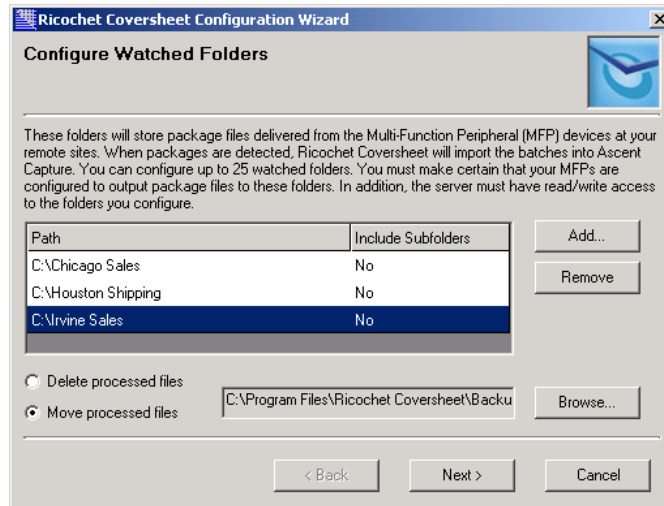 Ricochet Coversheet Configuration Wizard
Configure Watched Folders
These folders will store package files delivered from the Multi-Function Peripheral (MFP) devices at your
remote sites. When packages are detected, Ricochet Coversheet will import the batches into Ascent
Capture. You can configure up to 25 watched folders. You must make certain that your MFPs are
configured to output package files to these folders. In addition, the server must have read/write access
to the folders you configure.
Path Include Subfolders
C:\Chicago Sales No
C:\Houston Shipping No
C:\Irvine Sales No
Add...
Remove
Delete processed files
Move processed files
C:\Program Files\Ricochet Coversheet\Backu
Browse...
< Back Next > Cancel